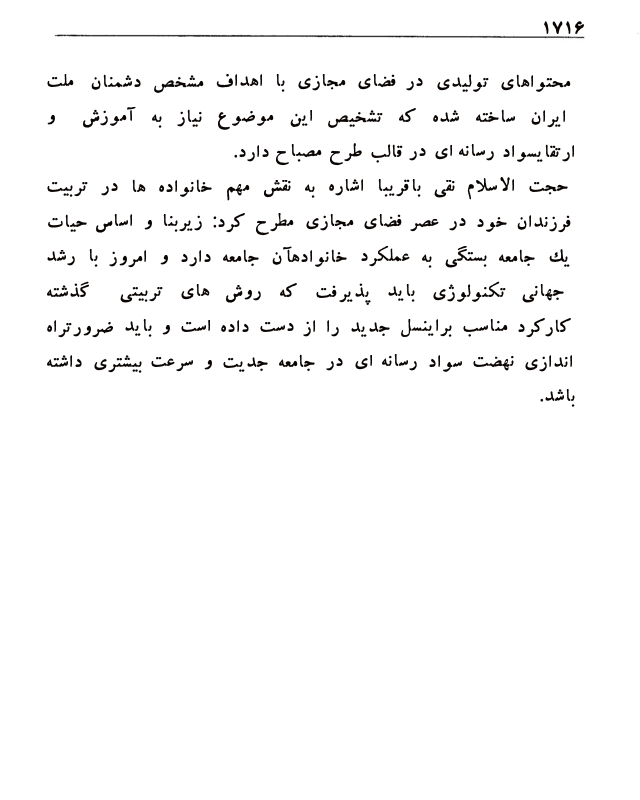 ۱۷۱۶
محتواهای تولیدی در فضای مجازی با اهداف مشخص دشمنان ملت
ایران ساخته شده که تشخیص این موضوع نیاز به آموزش و
ارتقایسواد رسانه ای در قالب طرح مصباح دارد.
حجت الاسلام نقی باقریبا اشاره به نقش مهم خانواده ها در تربیت
فرزندان خود در عصر فضای مجازی مطرح کرد: زیربنا و اساس حیات
یك جامعه بستگی به عملکرد خانوادهآن جامعه دارد و امروز با رشد
جهانی تکنولوژی باید پذیرفت که روش های تربیتی گذشته
کارکرد مناسب براینسل جدید را از دست داده است و باید ضرورتراه
اندازی نهضت سواد رسانه ای در جامعه جدیت و سرعت بیشتری داشته
باشد.